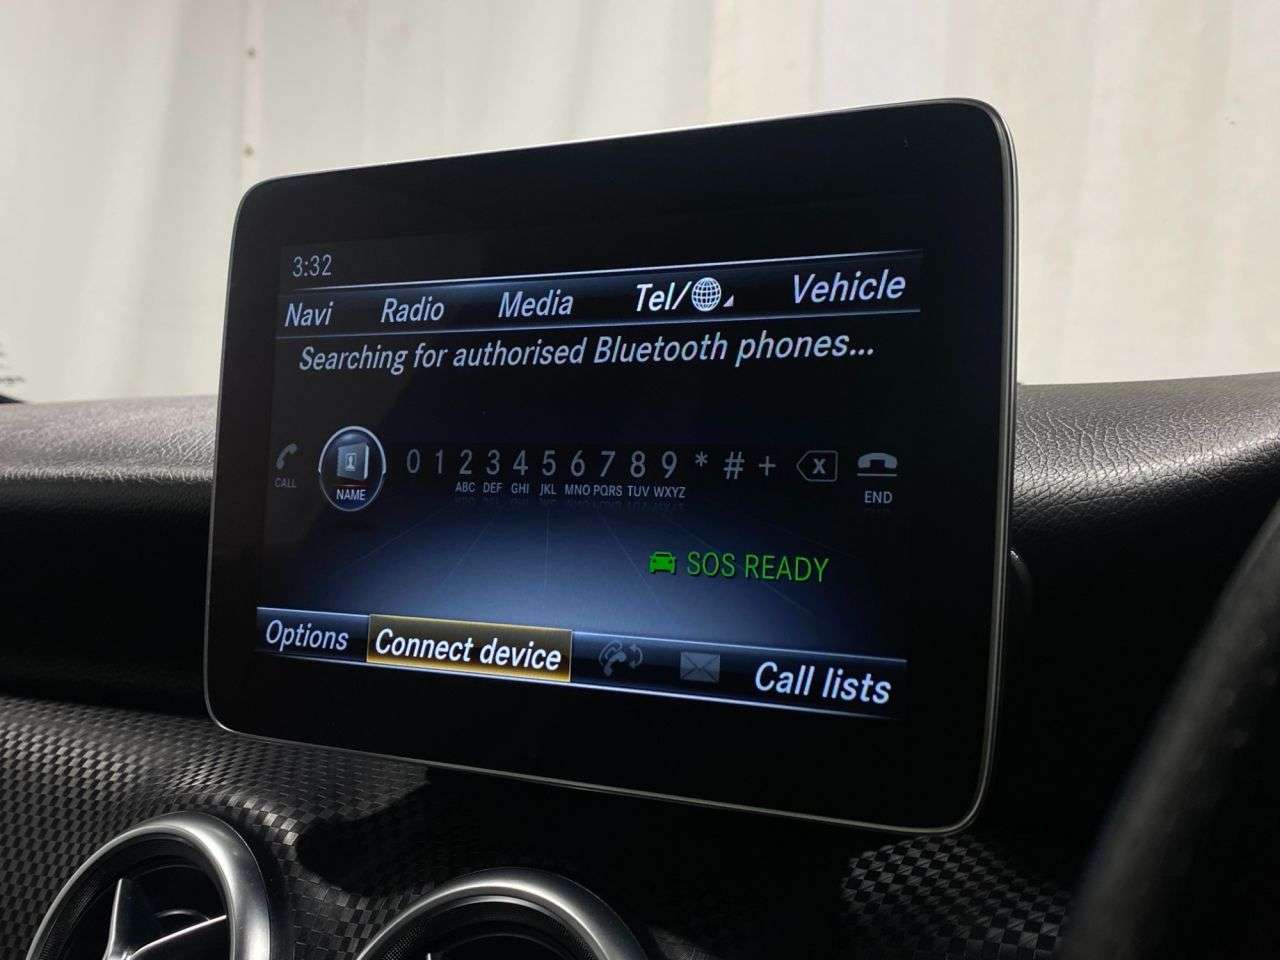 3:32
Navi Radio Media Tel/ Vehicle
Searching for authorised Bluetooth phones...
0 1 2 3 4 5 6 7 8 9 * # + x
ABC DEF GHI JKL MNO PQRS TUV WXYZ
CALL NAME END
SOS READY
Options Connect device Call lists